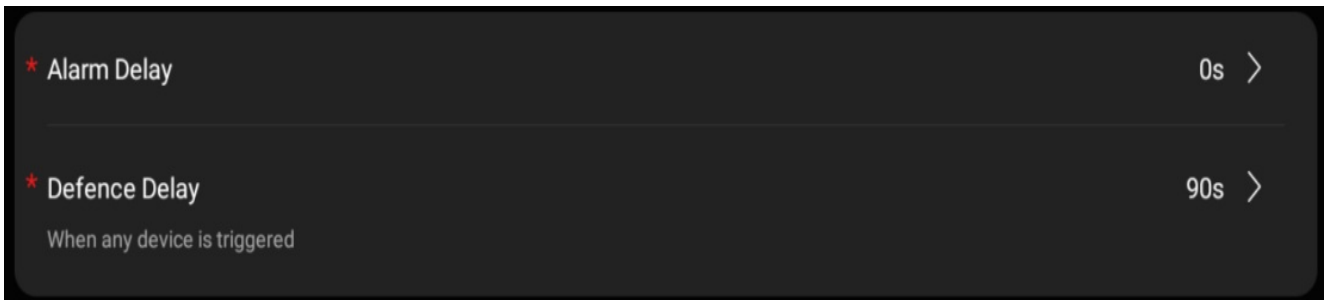 * Alarm Delay 0s >
* Defence Delay 90s >
When any device is triggered